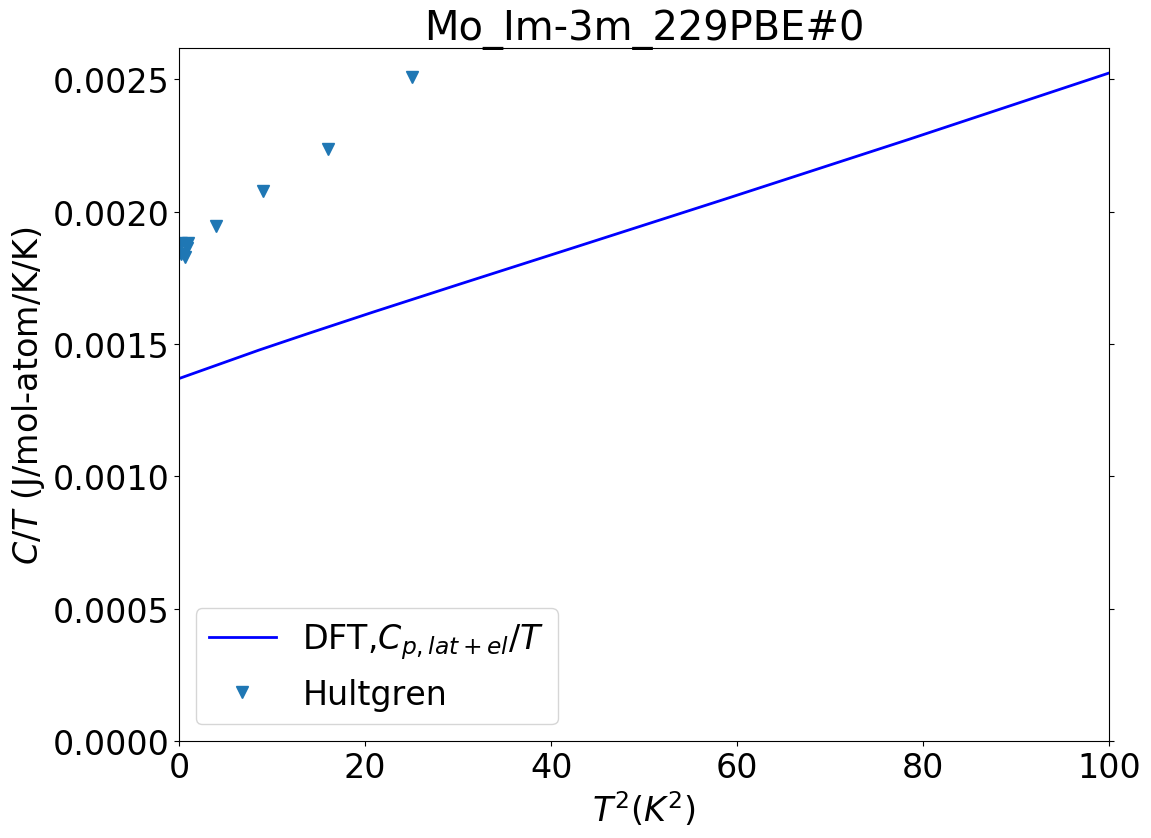 Mo_Im-3m_229PBE#0
C/T (J/mol-atom/K/K)
0.0025
0.0020
0.0015
0.0010
0.0005
0.0000
DFT,C_{p, lat+el}/T
Hultgren
0 20 40 60 80 100
T^2(K^2)